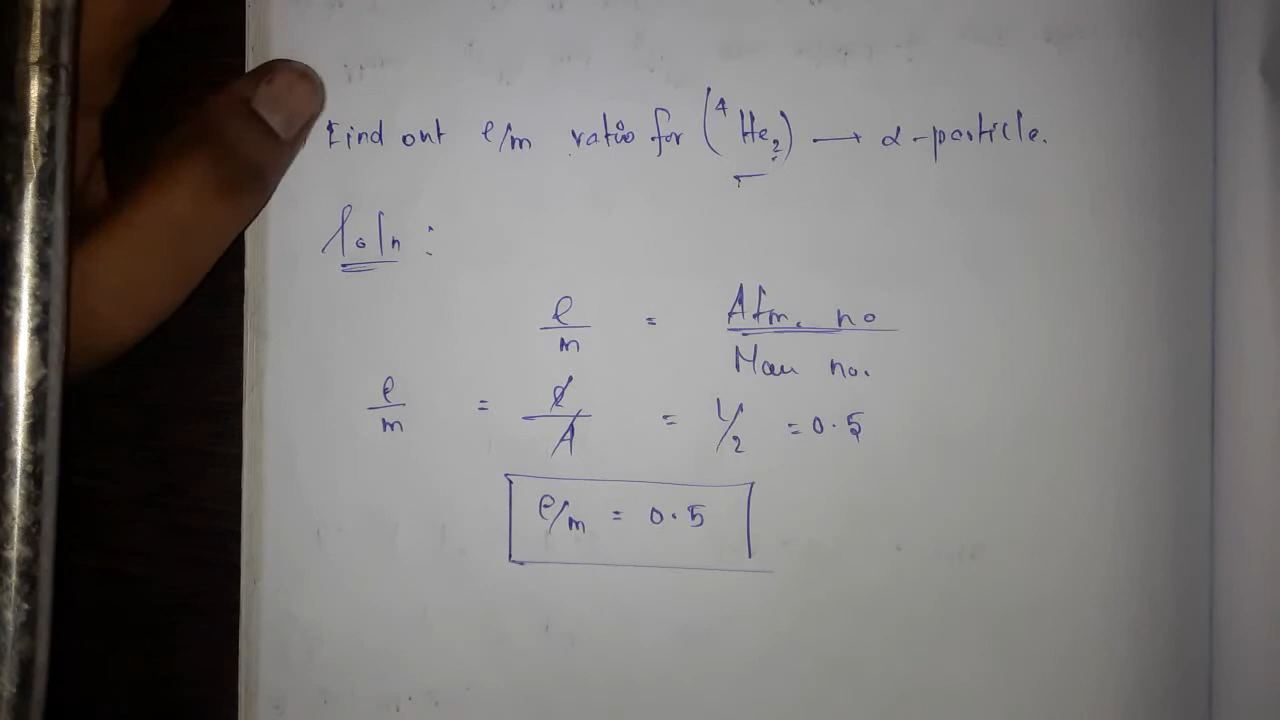 Find out e/m ratio for (⁴He₂) → α-particle.
Soln :
e/m = Atm. no / Mass no.
e/m = 2/4 = 1/2 = 0.5
e/m = 0.5